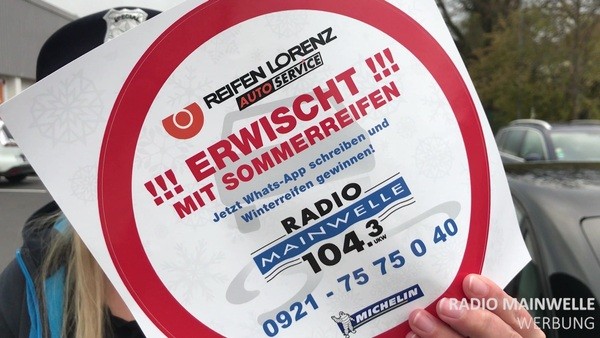 REIFEN LORENZ
AUTO SERVICE
!!! ERWISCHT !!!
MIT SOMMERREIFEN
Jetzt Whats-App schreiben und
Winterreifen gewinnen!
RADIO
MAINWELLE
104.3 UKW
0921 - 75 75 0 40
MICHELIN
RADIO MAINWELLE
WERBUNG